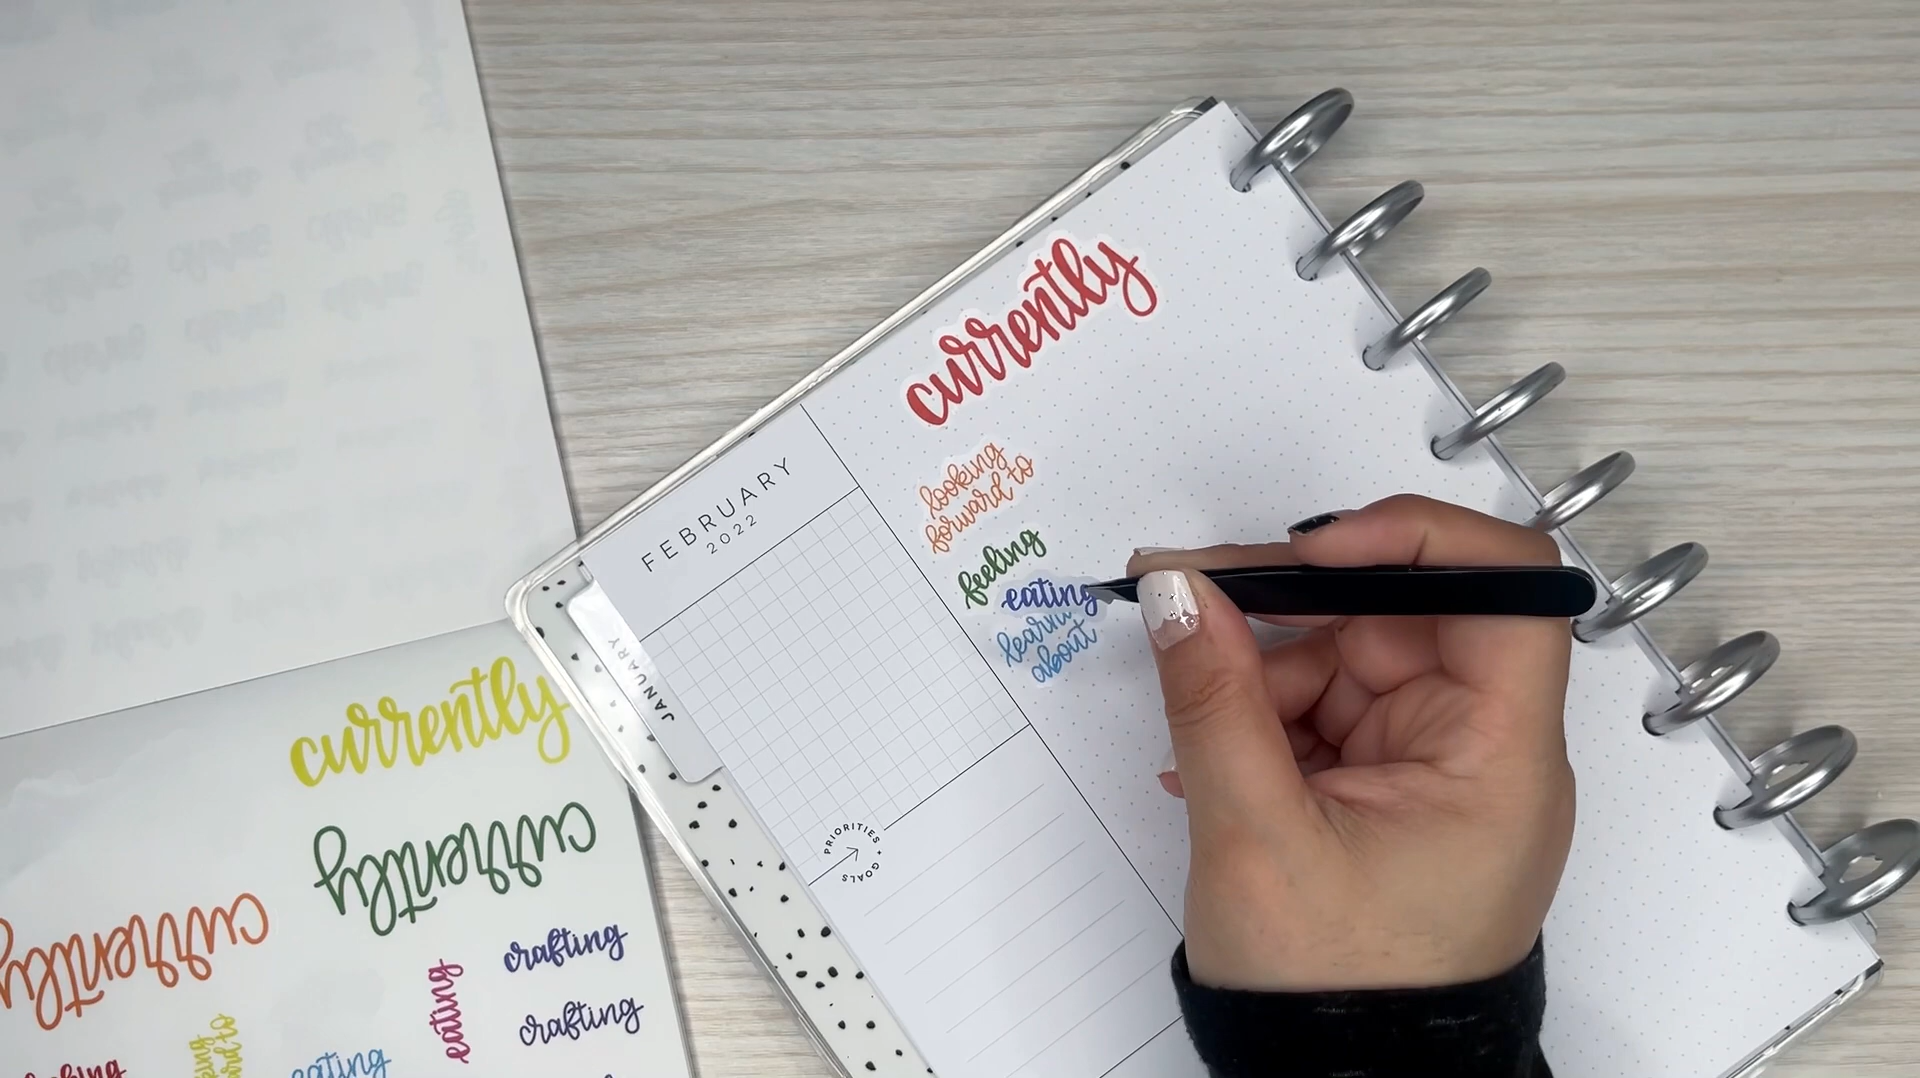 currently
looking
forward to
feeling
eating
learn
about
FEBRUARY
2022
JANUARY
PRIORITIES + GOALS
currently
currently
currently
crafting
eating
crafting
eating